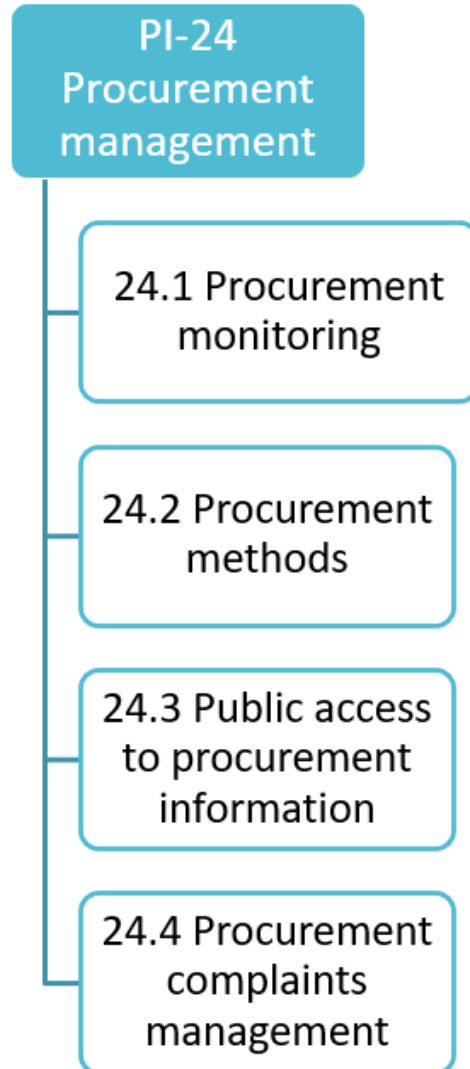 PI-24
Procurement
management
24.1 Procurement
monitoring
24.2 Procurement
methods
24.3 Public access
to procurement
information
24.4 Procurement
complaints
management